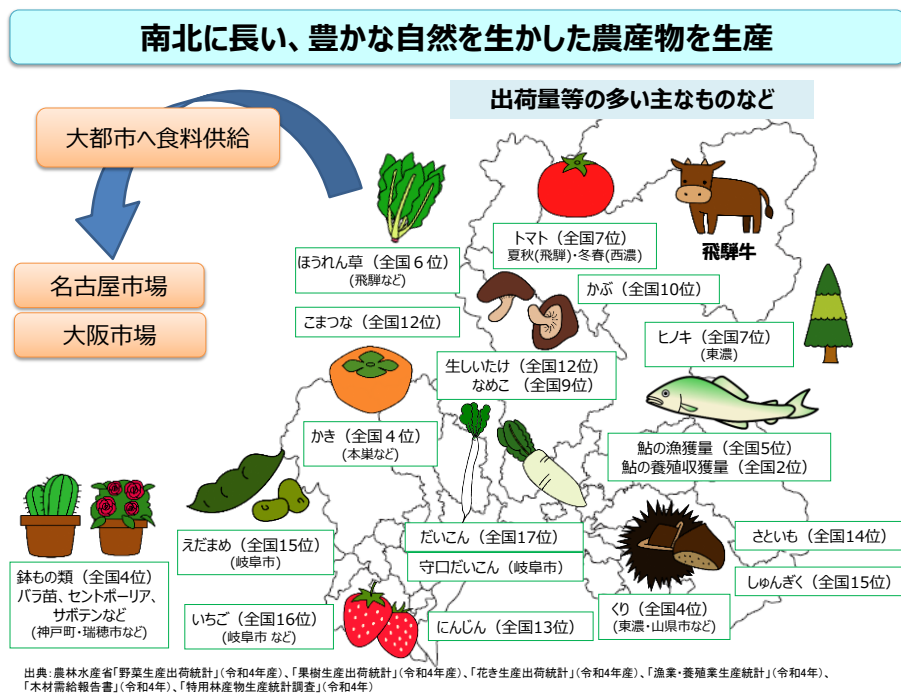 南北に長い、豊かな自然を生かした農産物を生産
出荷量等の多い主なものなど
大都市へ食料供給
名古屋市場
大阪市場
ほうれん草（全国６位）
(飛騨など)
こまつな（全国12位）
トマト（全国7位）
夏秋(飛騨)・冬春(西濃)
飛騨牛
かぶ（全国10位）
生しいたけ（全国12位）
なめこ （全国9位）
ヒノキ（全国7位）
(東濃)
かき（全国４位）
(本巣など)
鮎の漁獲量（全国5位）
鮎の養殖収獲量（全国2位）
鉢もの類（全国4位）
バラ苗、セントポーリア、
サボテンなど
(神戸町・瑞穂市など)
えだまめ（全国15位）
(岐阜市)
いちご（全国16位）
(岐阜市 など)
だいこん（全国17位）
守口だいこん（岐阜市）
にんじん（全国13位）
くり（全国４位）
(東濃・山県市など)
さといも（全国14位）
しゅんぎく（全国15位）
出典：農林水産省「野菜生産出荷統計」（令和4年産）、「果樹生産出荷統計」（令和4年産）、「花き生産出荷統計」（令和4年産）、「漁業・養殖業生産統計」（令和4年）、
「木材需給報告書」（令和4年）、「特用林産物生産統計調査」（令和4年）